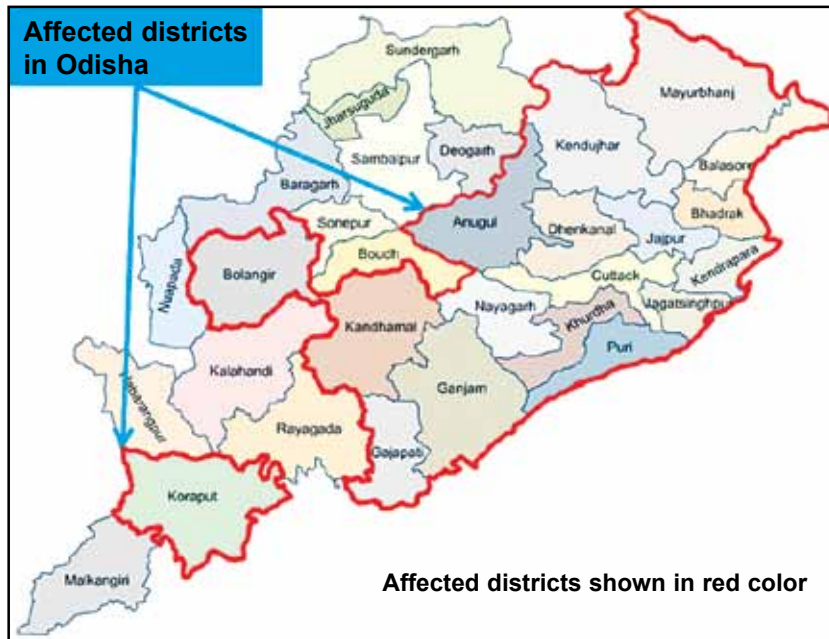 Affected districts
in Odisha
Sundergarh
Jharsuguda
Mayurbhanj
Sambalpur
Deogarh
Kendujhar
Balasore
Baragarh
Bhadrak
Sonepur
Anugul
Dhenkanal
Jajpur
Boudh
Nuapada
Bolangir
Cuttack
Kendrapara
Nayagarh
Jagatsinghpur
Khurdha
Kandhamal
Puri
Kalahandi
Nabarangpur
Ganjam
Rayagada
Gajapati
Koraput
Malkangiri
Affected districts shown in red color